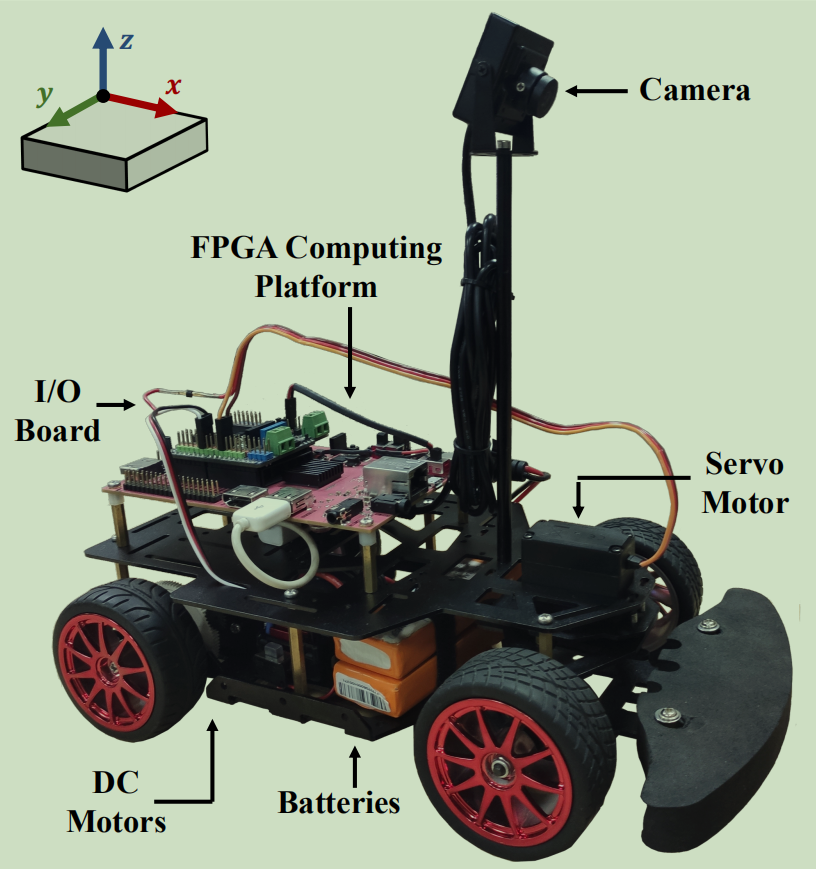 z
y
x
Camera
FPGA Computing
Platform
I/O
Board
Servo
Motor
DC
Motors
Batteries